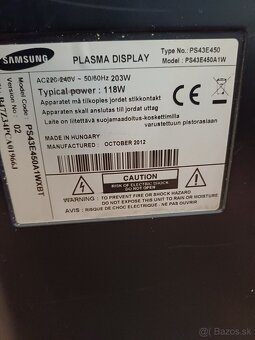 SAMSUNG
PLASMA DISPLAY
Type No.: PS43E450
Model : PS43E450A1W
AC220-240V ~ 50/60Hz 203W
Typical power : 118W
Apparatet må tilkoples jordet stikkontakt
Apparaten skall anslutas till jordat uttag
Laite on liitettävä suojamaadoitus-koskettimilla
varustettuun pistorasiaan
MADE IN HUNGARY
MANUFACTURED : OCTOBER 2012
CAUTION
RISK OF ELECTRIC SHOCK
DO NOT OPEN
TO PREVENT FIRE OR SHOCK HAZARD
DO NOT EXPOSE TO RAIN OR MOISTURE
AVIS : RISQUE DE CHOC ELECTRIQUE NE PAS OUVRIR
Model Code: PS43E450A1WXBT
Version No: 02
bazos.sk